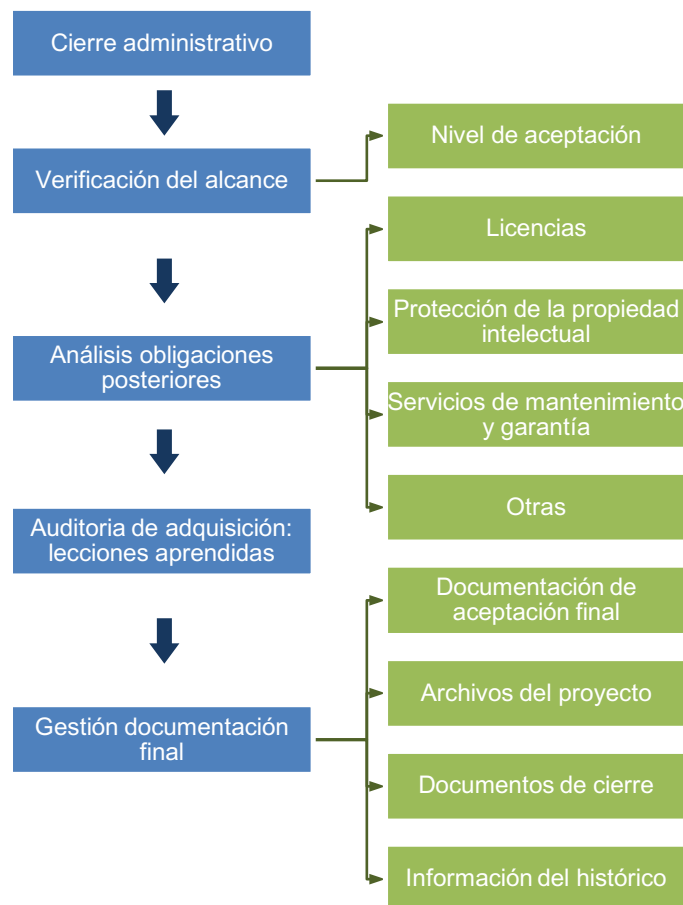 Cierre administrativo
Verificación del alcance
Nivel de aceptación
Análisis obligaciones
posteriores
Licencias
Protección de la propiedad
intelectual
Servicios de mantenimiento
y garantía
Otras
Auditoria de adquisición:
lecciones aprendidas
Gestión documentación
final
Documentación de
aceptación final
Archivos del proyecto
Documentos de cierre
Información del histórico